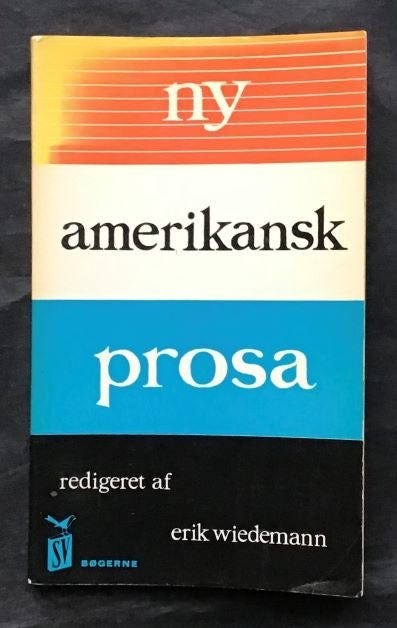 ny
amerikansk
prosa
redigeret af
erik wiedemann
SV
BØGERNE